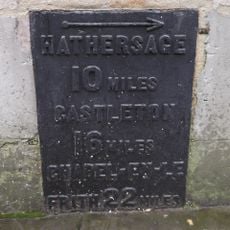 HATHERSAGE
10 MILES
CASTLETON
16 MILES
CHAPEL-EN-LE
FRITH 22 MILES